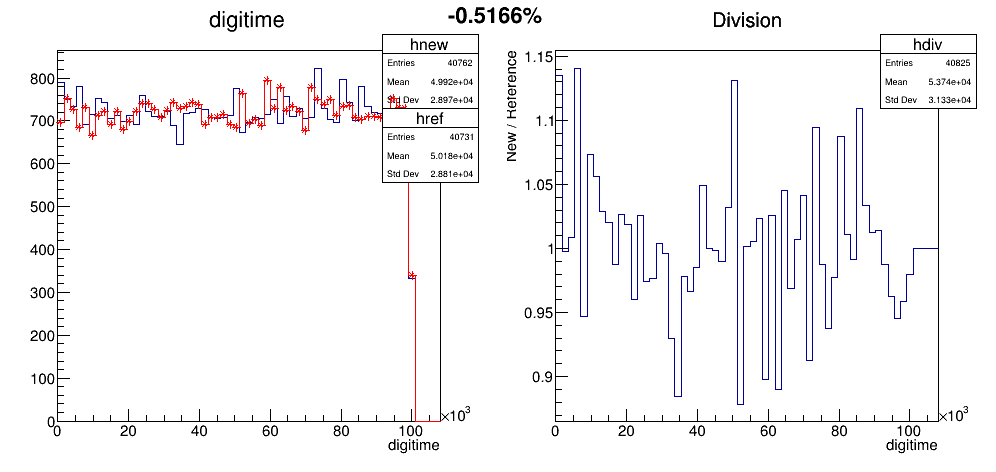 -0.5166%
digitime
hnew
Entries 40762
Mean 4.992e+04
Std Dev 2.897e+04
href
Entries 40731
Mean 5.018e+04
Std Dev 2.881e+04
800
700
600
500
400
300
200
100
0
0 20 40 60 80 100
×10³
digitime
Division
hdiv
Entries 40825
Mean 5.374e+04
Std Dev 3.133e+04
New / Reference
1.15
1.1
1.05
1
0.95
0.9
0 20 40 60 80 100
×10³
digitime